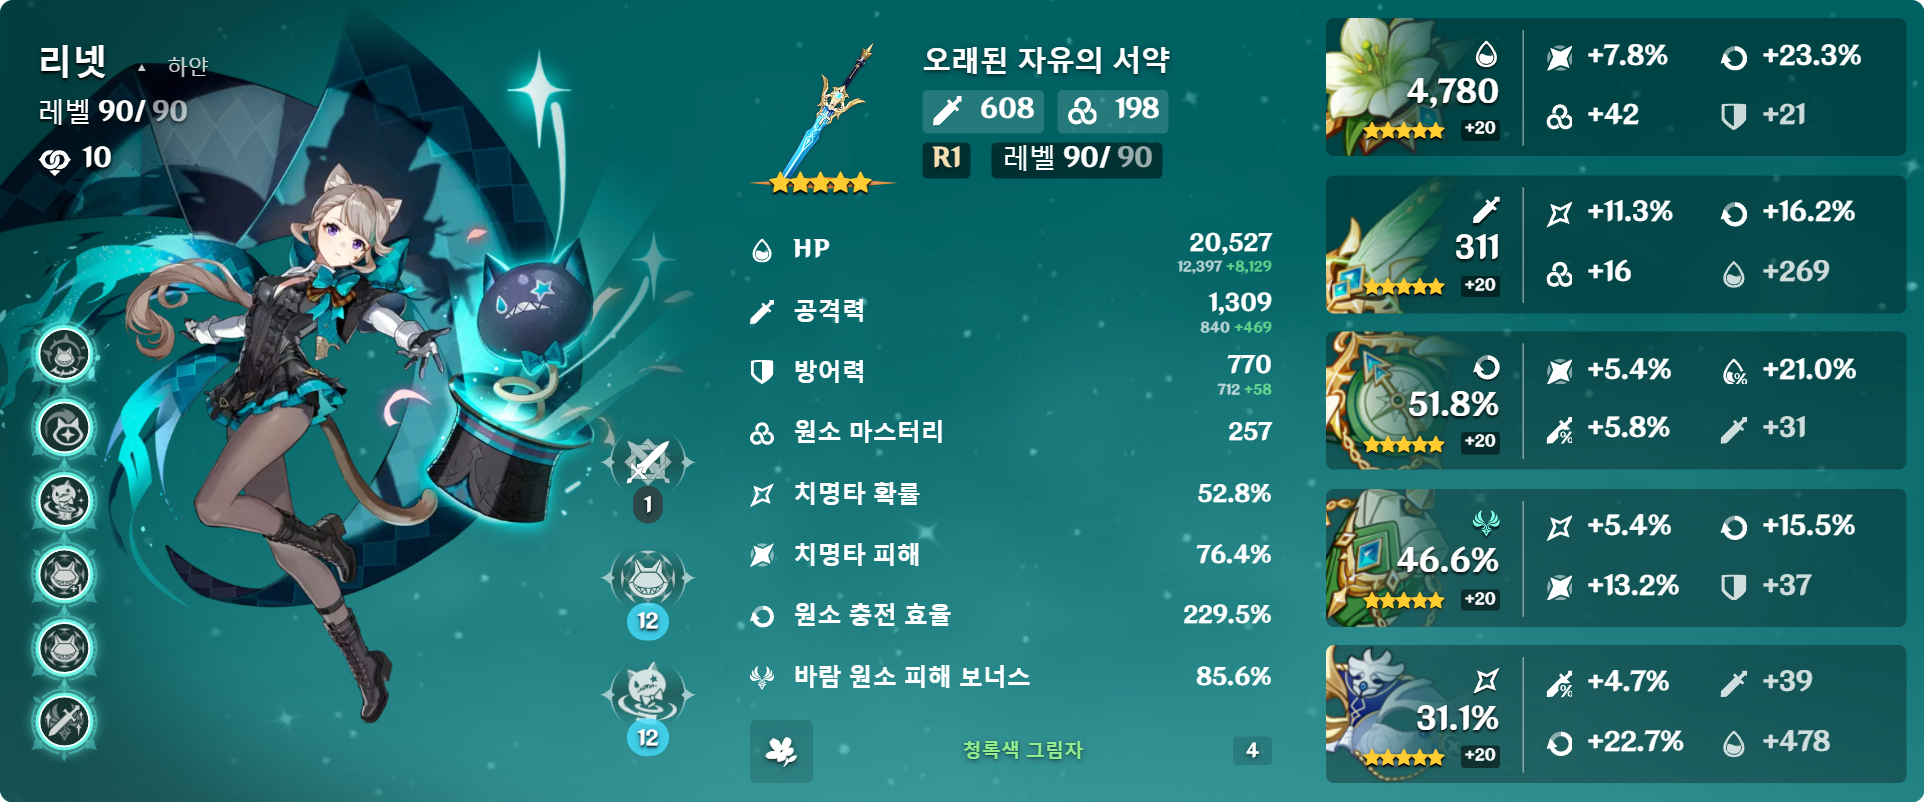 리넷 ▲ 하얀
레벨 90/ 90
10
1
12
12
오래된 자유의 서약
608 198
R1 레벨 90/ 90
HP 20,527
12,397 +8,129
공격력 1,309
840 +469
방어력 770
712 +58
원소 마스터리 257
치명타 확률 52.8%
치명타 피해 76.4%
원소 충전 효율 229.5%
바람 원소 피해 보너스 85.6%
청록색 그림자 4
4,780
+20
+7.8% +23.3%
+42 +21
311
+20
+11.3% +16.2%
+16 +269
51.8%
+20
+5.4% +21.0%
+5.8% +31
46.6%
+20
+5.4% +15.5%
+13.2% +37
31.1%
+20
+4.7% +39
+22.7% +478